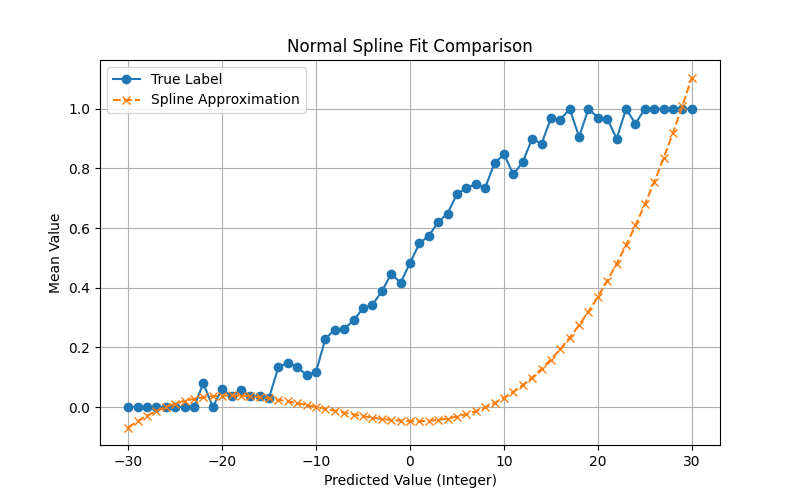 Normal Spline Fit Comparison
True Label
Spline Approximation
Mean Value
1.0
0.8
0.6
0.4
0.2
0.0
−30
−20
−10
0
10
20
30
Predicted Value (Integer)